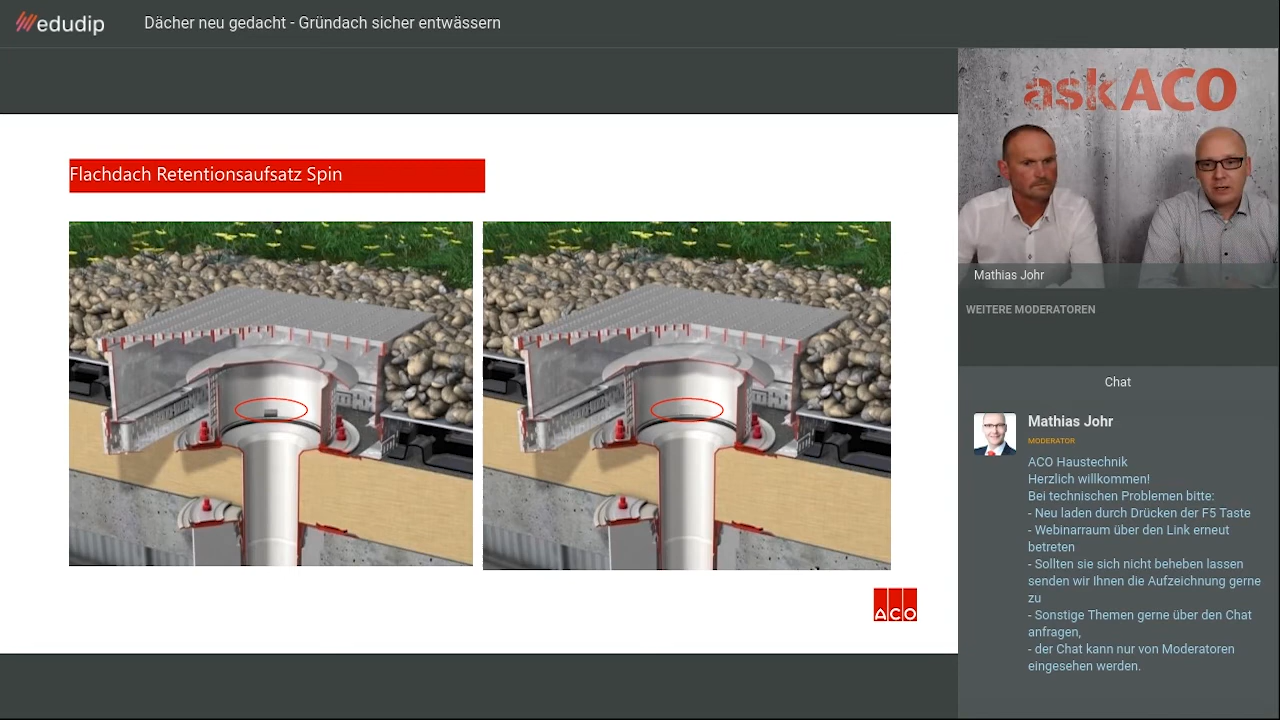 edudip
Dächer neu gedacht - Gründach sicher entwässern
Flachdach Retentionsaufsatz Spin
ACO
askACO
Mathias Johr
WEITERE MODERATOREN
Chat
Mathias Johr
MODERATOR
ACO Haustechnik
Herzlich willkommen!
Bei technischen Problemen bitte:
- Neu laden durch Drücken der F5 Taste
- Webinarraum über den Link erneut
betreten
- Sollten sie sich nicht beheben lassen
senden wir Ihnen die Aufzeichnung gerne
zu
- Sonstige Themen gerne über den Chat
anfragen,
- der Chat kann nur von Moderatoren
eingesehen werden.